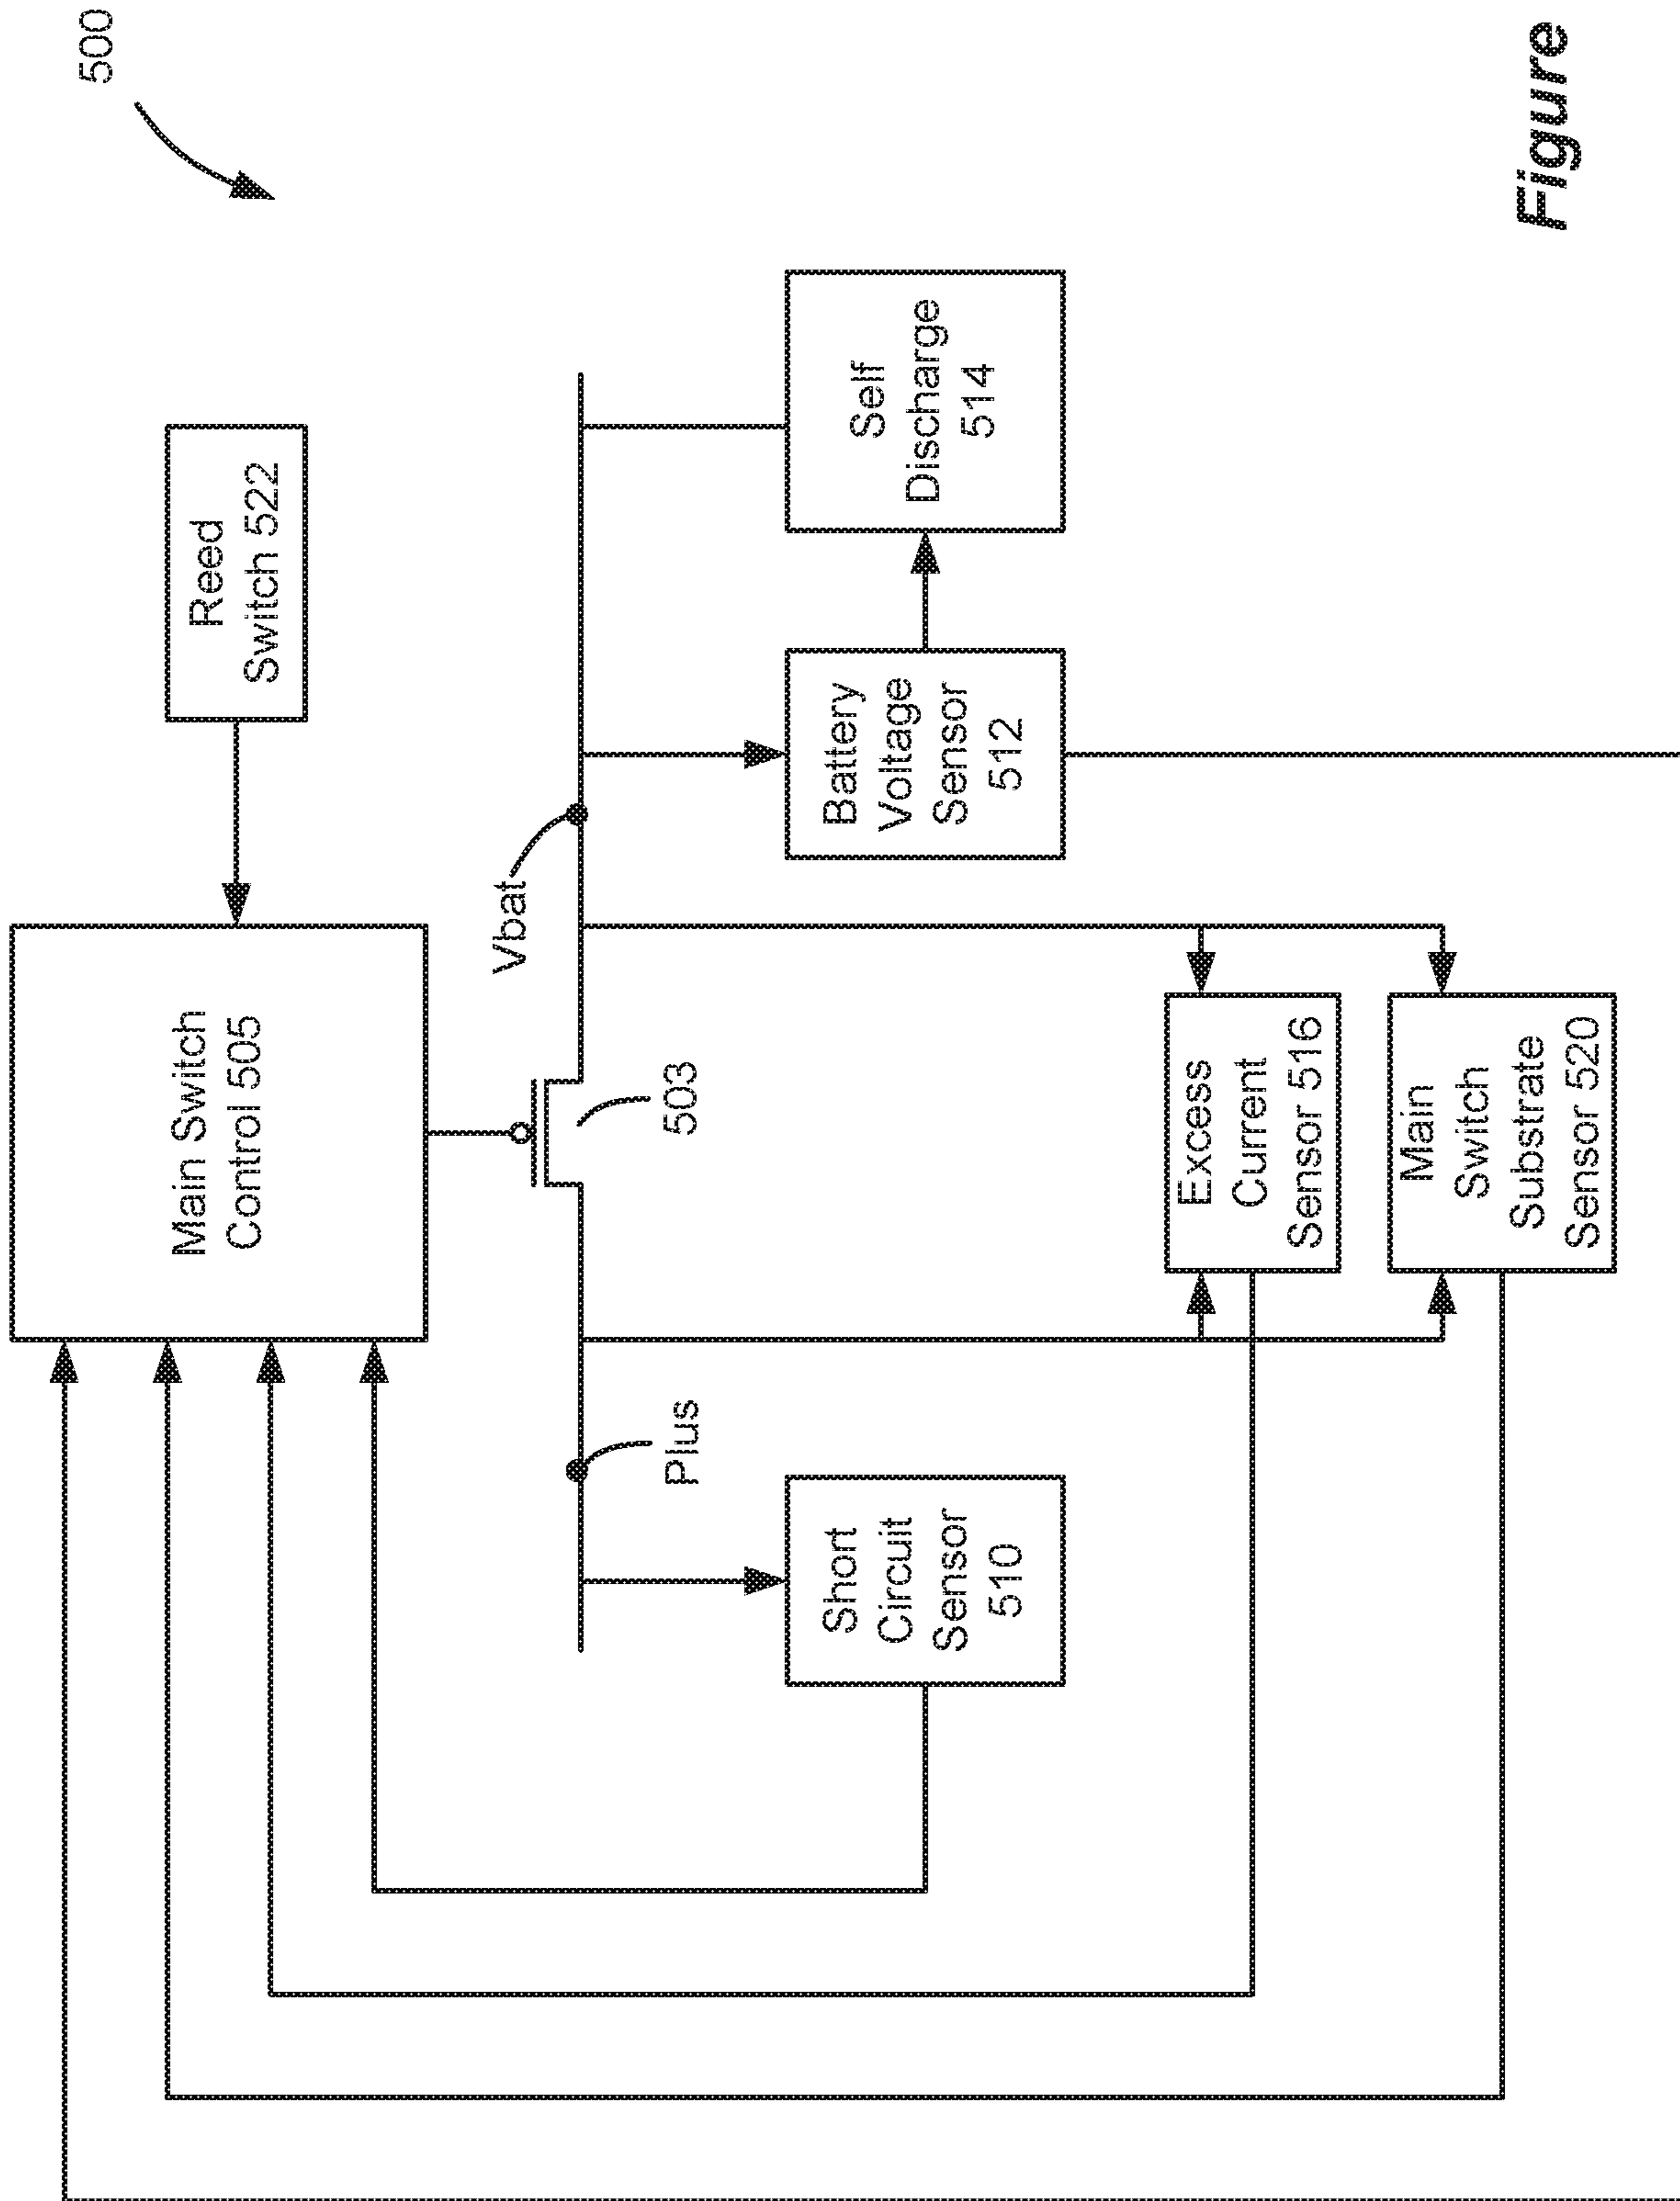 500
Main Switch
Control 505
Reed
Switch 522
Vbat
503
Plus
Short
Circuit
Sensor
510
Battery
Voltage
Sensor
512
Self
Discharge
514
Excess
Current
Sensor 516
Main
Switch
Substrate
Sensor 520
Figure